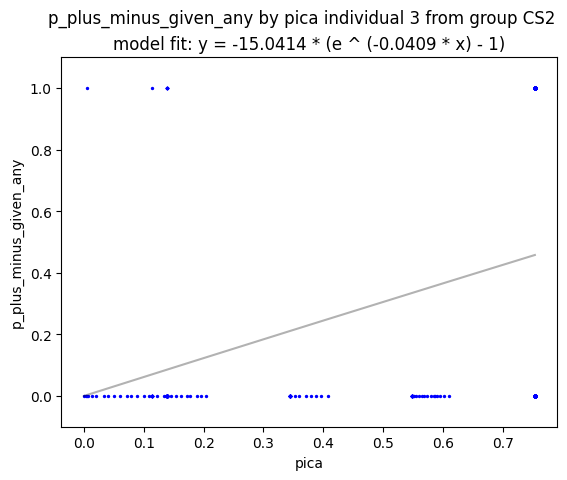 p_plus_minus_given_any by pica individual 3 from group CS2
model fit: y = -15.0414 * (e ^ (-0.0409 * x) - 1)
p_plus_minus_given_any
1.0
0.8
0.6
0.4
0.2
0.0
0.0 0.1 0.2 0.3 0.4 0.5 0.6 0.7
pica